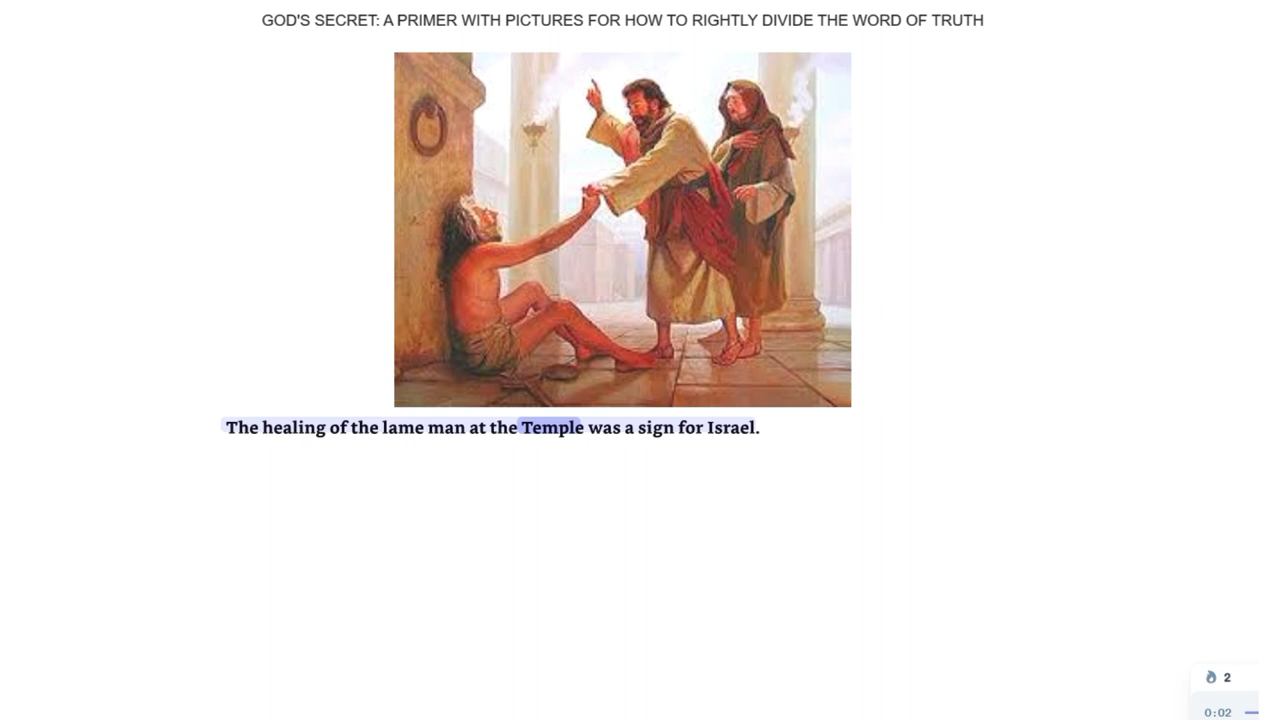 GOD'S SECRET: A PRIMER WITH PICTURES FOR HOW TO RIGHTLY DIVIDE THE WORD OF TRUTH
The healing of the lame man at the Temple was a sign for Israel.
2
0:02